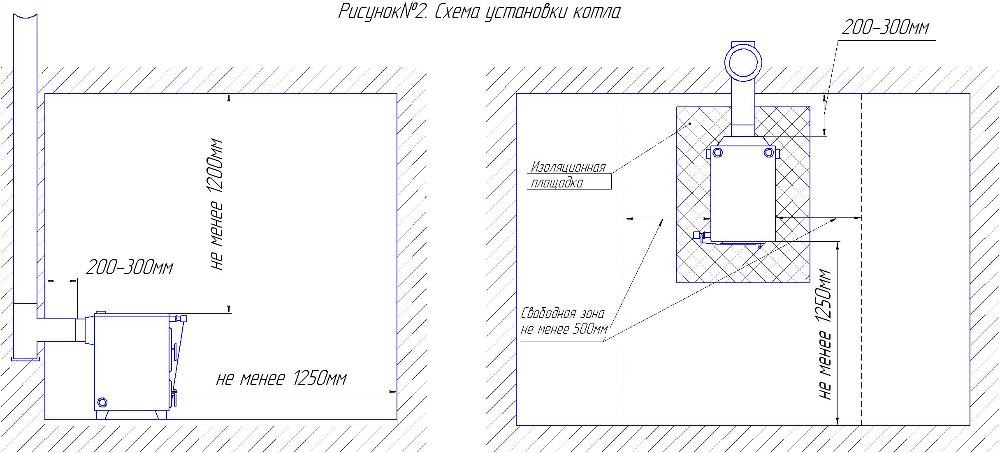 Рисунок№2. Схема установки котла
200-300мм
не менее 1200мм
200-300мм
не менее 1250мм
Изоляционная
площадка
Свободная зона
не менее 500мм
не менее 1250мм